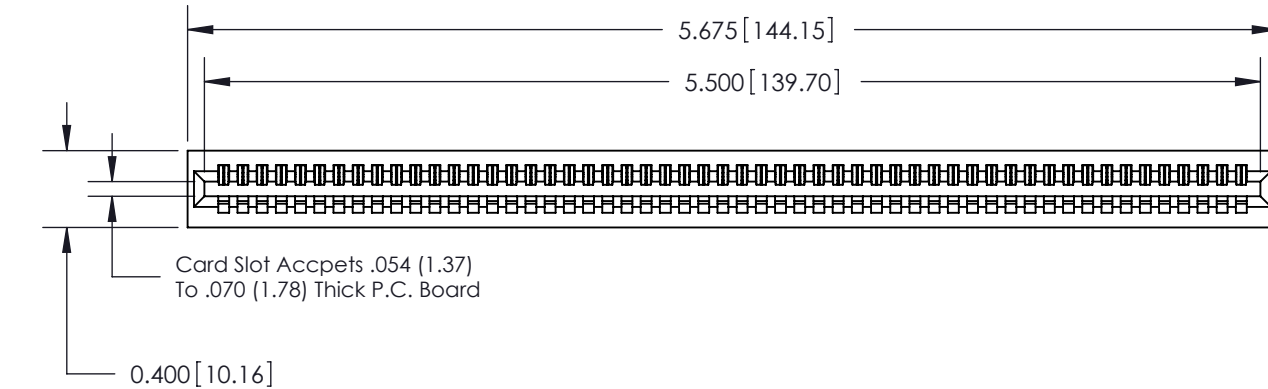 5.675 [144.15]
5.500 [139.70]
Card Slot Accpets .054 (1.37)
To .070 (1.78) Thick P.C. Board
0.400 [10.16]